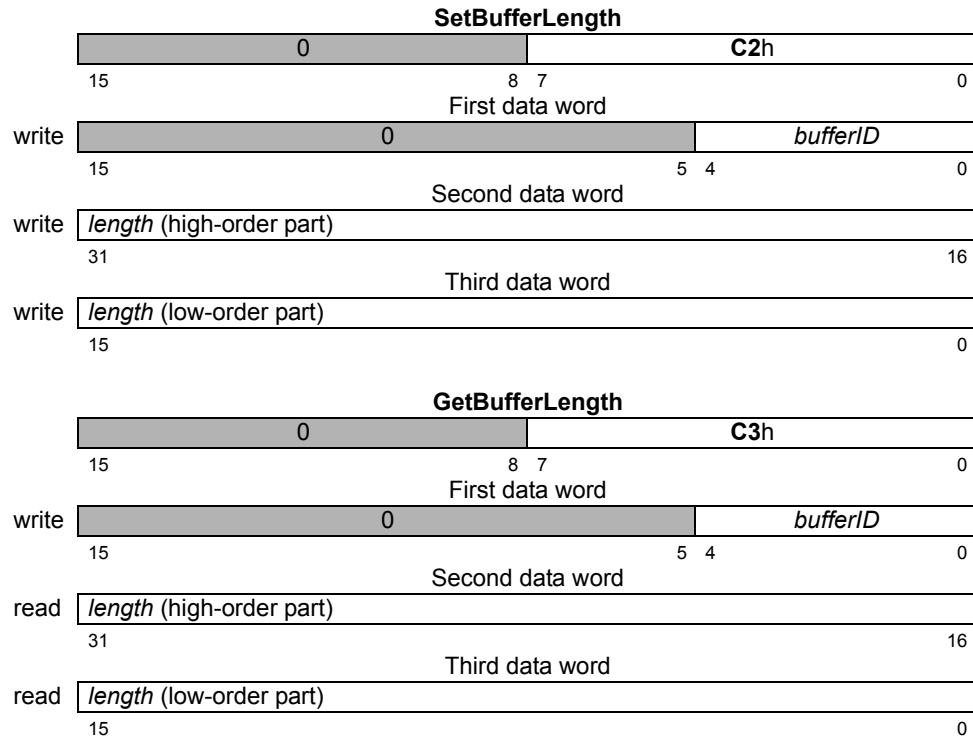 SetBufferLength
0 C2h
15 8 7 0
First data word
write 0 bufferID
15 5 4 0
Second data word
write length (high-order part)
31 16
Third data word
write length (low-order part)
15 0
GetBufferLength
0 C3h
15 8 7 0
First data word
write 0 bufferID
15 5 4 0
Second data word
read length (high-order part)
31 16
Third data word
read length (low-order part)
15 0